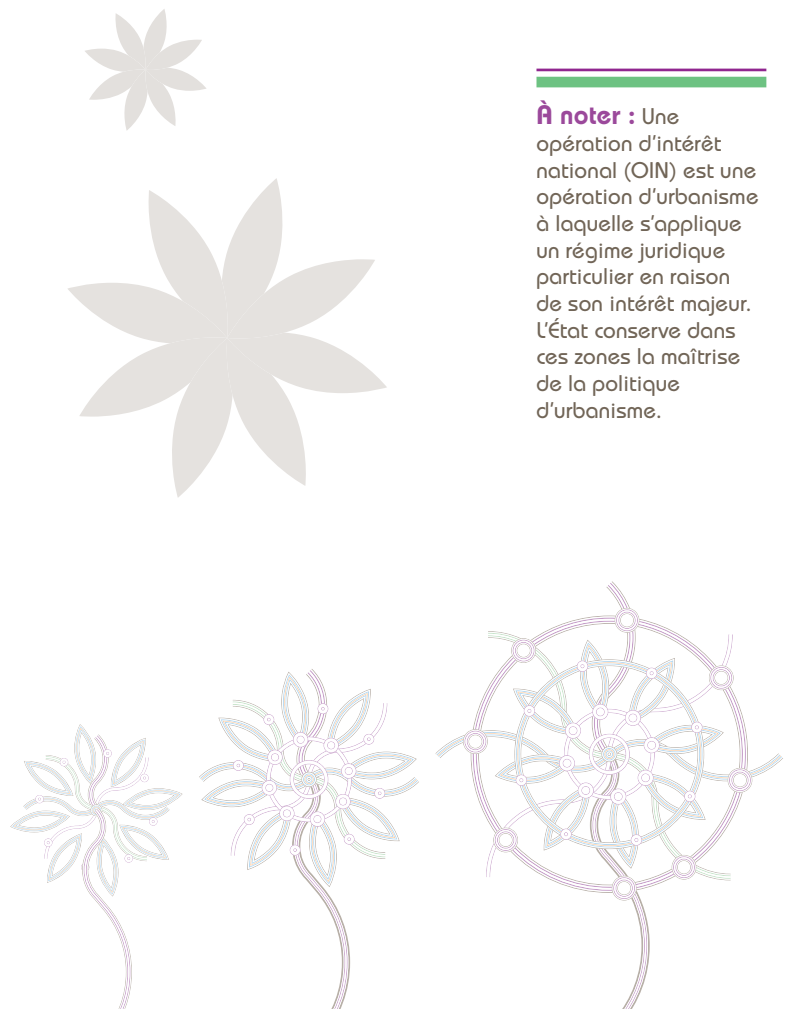 À noter : Une
opération d'intérêt
national (OIN) est une
opération d'urbanisme
à laquelle s'applique
un régime juridique
particulier en raison
de son intérêt majeur.
L'État conserve dans
ces zones la maîtrise
de la politique
d'urbanisme.